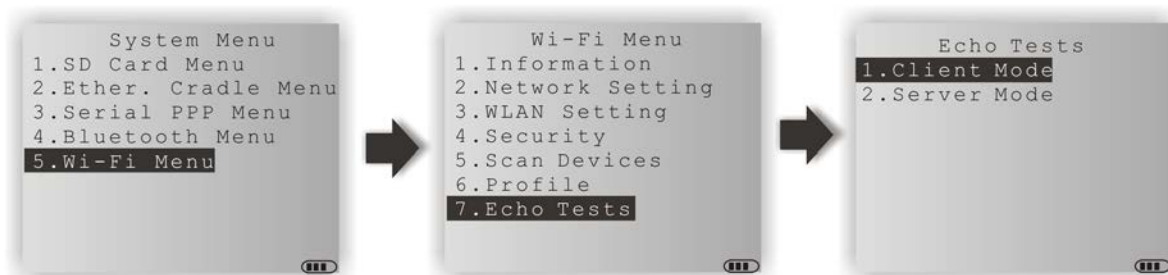 System Menu
1.SD Card Menu
2.Ether. Cradle Menu
3.Serial PPP Menu
4.Bluetooth Menu
5.Wi-Fi Menu
Wi-Fi Menu
1.Information
2.Network Setting
3.WLAN Setting
4.Security
5.Scan Devices
6.Profile
7.Echo Tests
Echo Tests
1.Client Mode
2.Server Mode